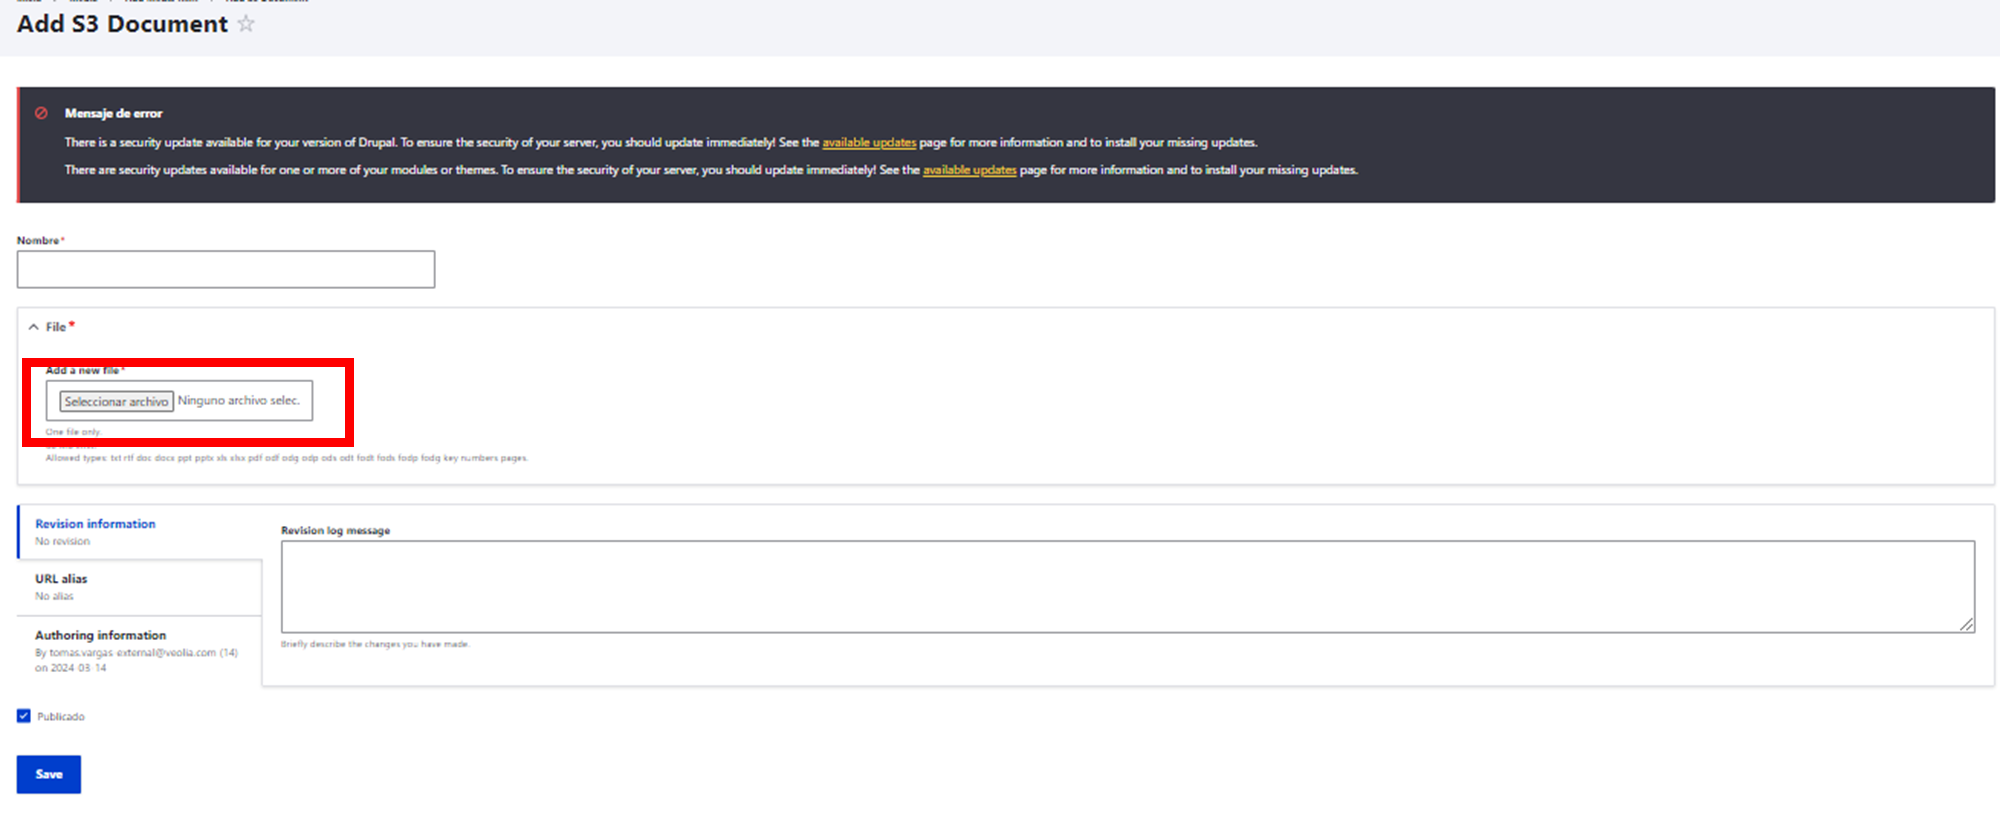 Add S3 Document
Mensaje de error
There is a security update available for your version of Drupal. To ensure the security of your server, you should update immediately! See the available updates page for more information and to install your missing updates.
There are security updates available for one or more of your modules or themes. To ensure the security of your server, you should update immediately! See the available updates page for more information and to install your missing updates.
Nombre*
File*
Add a new file*
Seleccionar archivo Ninguno archivo selec.
One file only.
Allowed types: txt rtf doc docx ppt pptx xls xlsx pdf odf odg odp ods odt fodt fods fodp fodg key numbers pages.
Revision information
No revision
Revision log message
URL alias
No alias
Authoring information
By tomas.vargas-external@veolia.com (14)
on 2024-03-14
Briefly describe the changes you have made.
Publicado
Save